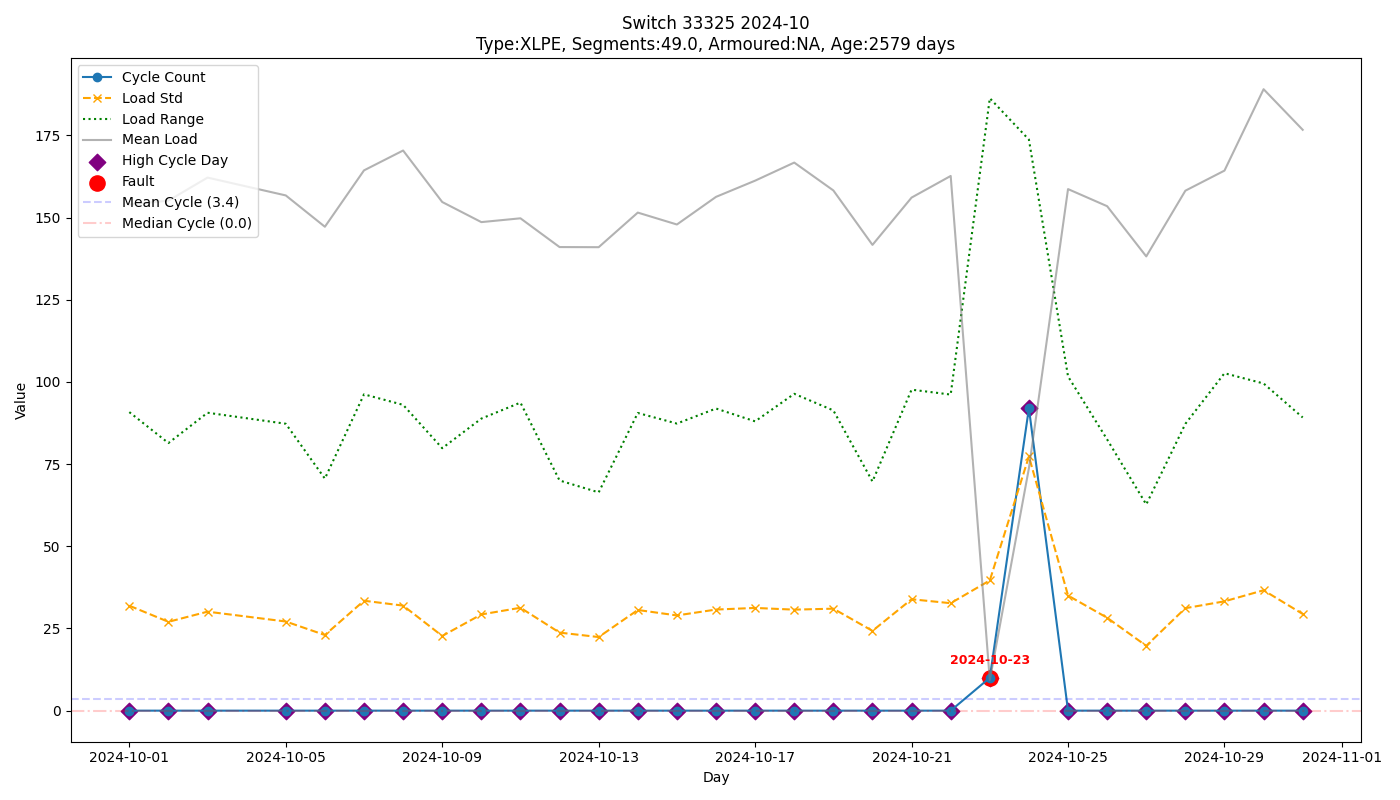 Switch 33325 2024-10
Type:XLPE, Segments:49.0, Armoured:NA, Age:2579 days
Cycle Count
Load Std
Load Range
Mean Load
High Cycle Day
Fault
Mean Cycle (3.4)
Median Cycle (0.0)
Value
175
150
125
100
75
50
25
0
2024-10-23
2024-10-01
2024-10-05
2024-10-09
2024-10-13
2024-10-17
2024-10-21
2024-10-25
2024-10-29
2024-11-01
Day